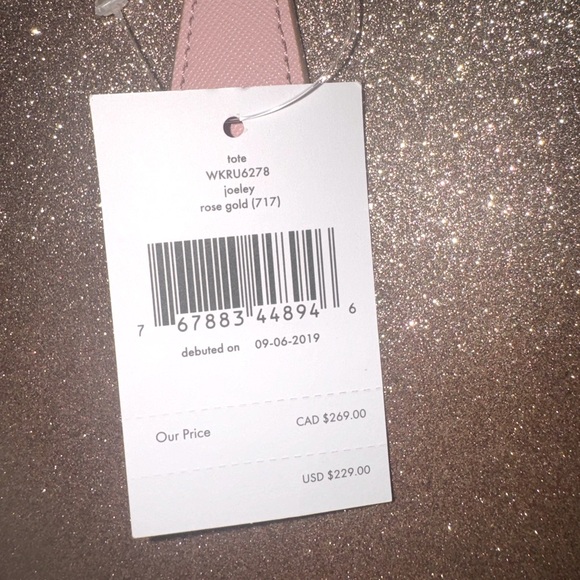 tote
WKRU6278
joeley
rose gold (717)
7 67883 44894 6
debuted on 09-06-2019
Our Price CAD $269.00
USD $229.00